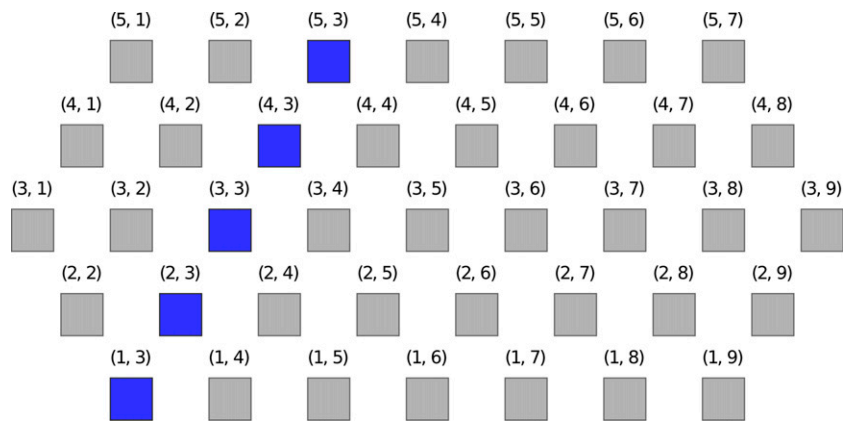 (5, 1) (5, 2) (5, 3) (5, 4) (5, 5) (5, 6) (5, 7)
(4, 1) (4, 2) (4, 3) (4, 4) (4, 5) (4, 6) (4, 7) (4, 8)
(3, 1) (3, 2) (3, 3) (3, 4) (3, 5) (3, 6) (3, 7) (3, 8) (3, 9)
(2, 2) (2, 3) (2, 4) (2, 5) (2, 6) (2, 7) (2, 8) (2, 9)
(1, 3) (1, 4) (1, 5) (1, 6) (1, 7) (1, 8) (1, 9)